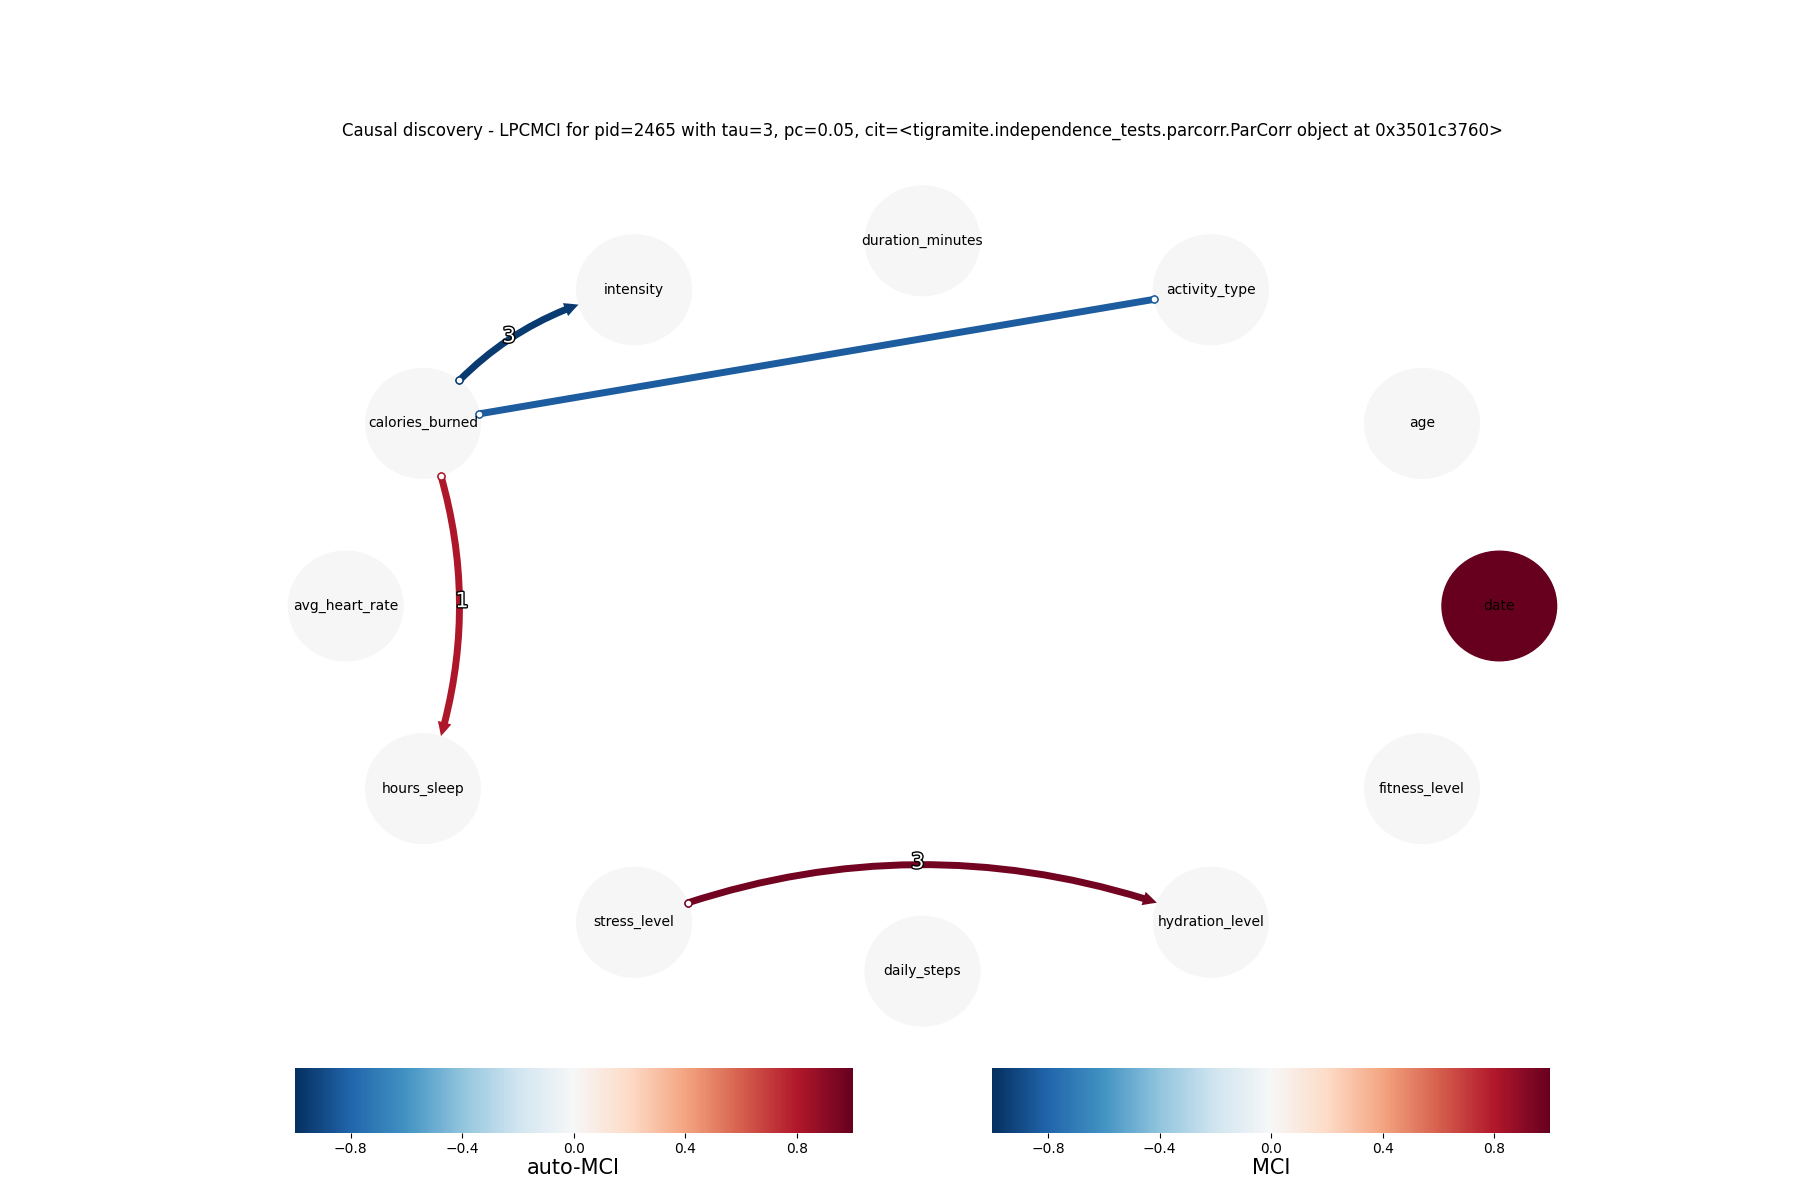 Causal discovery - LPCMCI for pid=2465 with tau=3, pc=0.05, cit=<tigramite.independence_tests.parcorr.ParCorr object at 0x3501c3760>
duration_minutes
intensity
activity_type
3
calories_burned
age
1
avg_heart_rate
date
hours_sleep
fitness_level
3
stress_level
hydration_level
daily_steps
−0.8 −0.4 0.0 0.4 0.8
auto-MCI
−0.8 −0.4 0.0 0.4 0.8
MCI